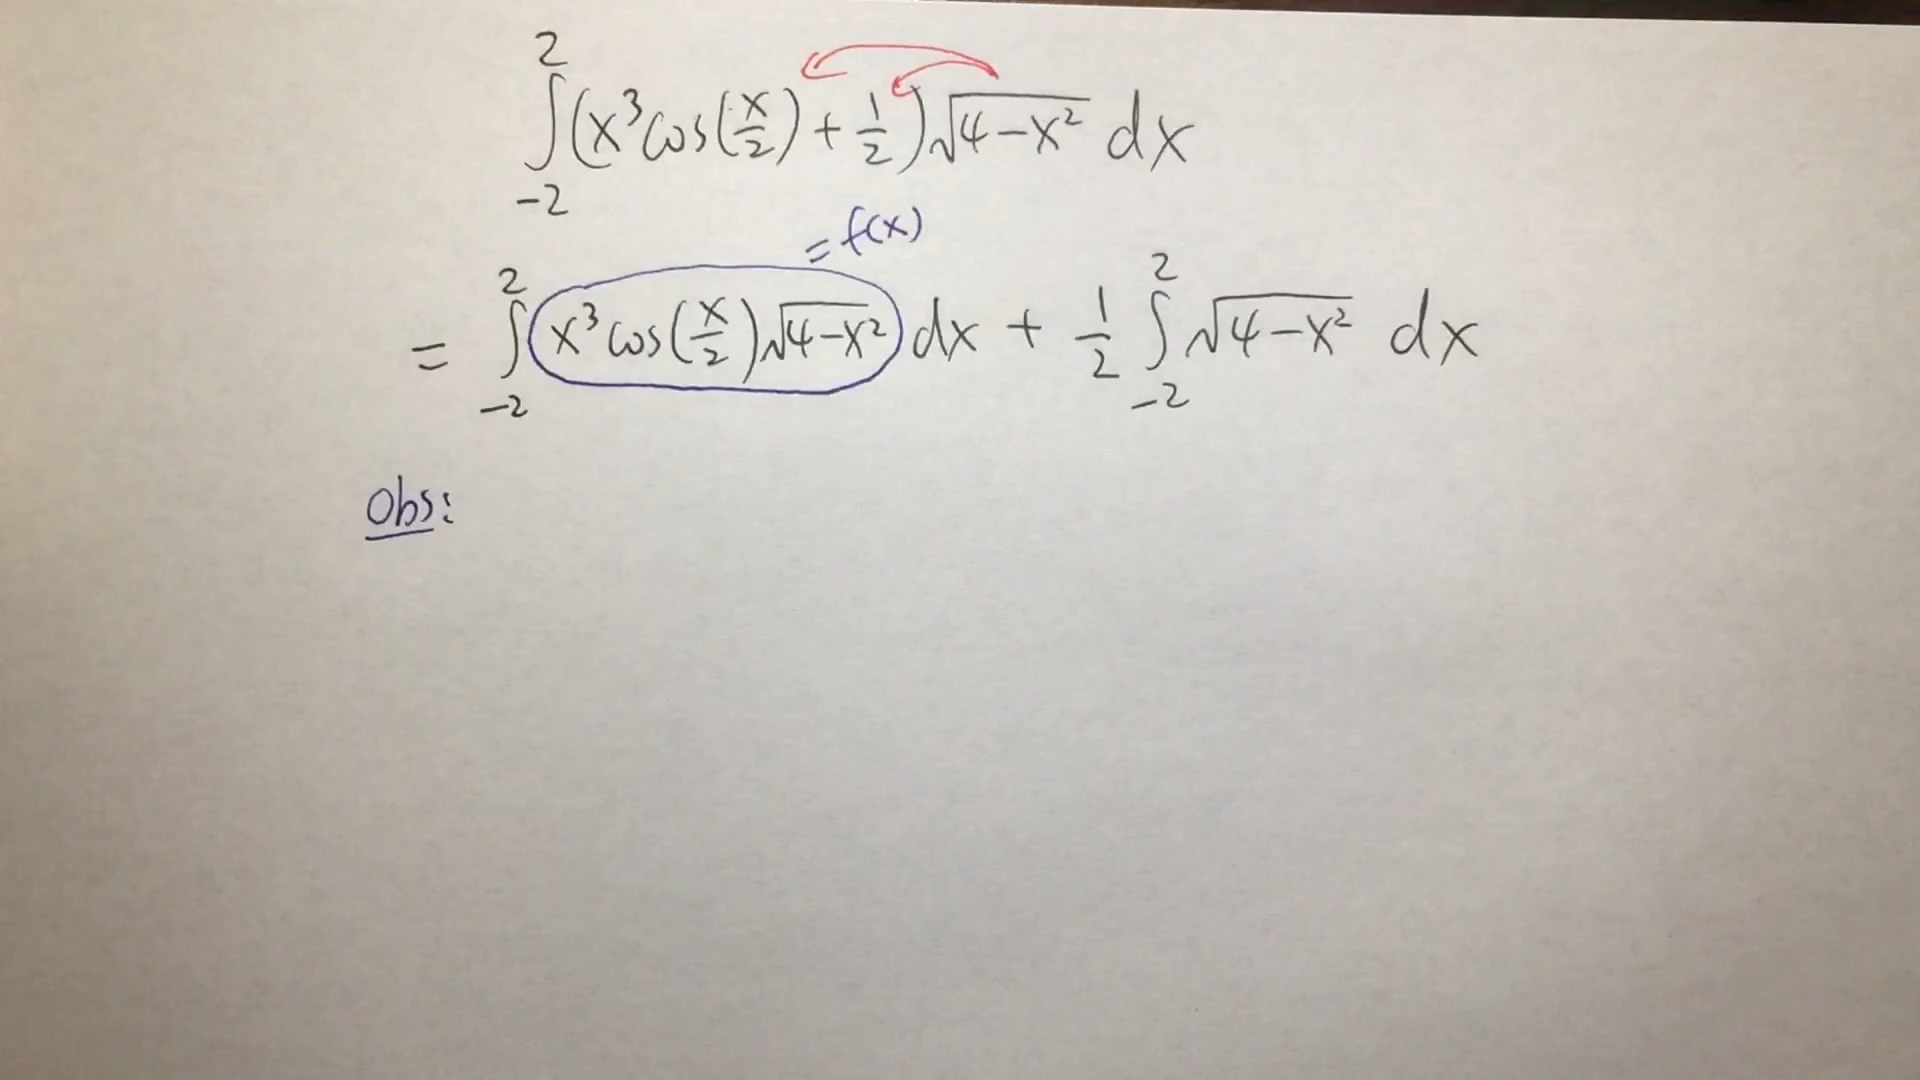 ∫_{-2}^{2} (x³cos(x/2) + 1/2)√(4-x²) dx
= f(x)
= ∫_{-2}^{2} x³cos(x/2)√(4-x²) dx + 1/2 ∫_{-2}^{2} √(4-x²) dx
Obs: